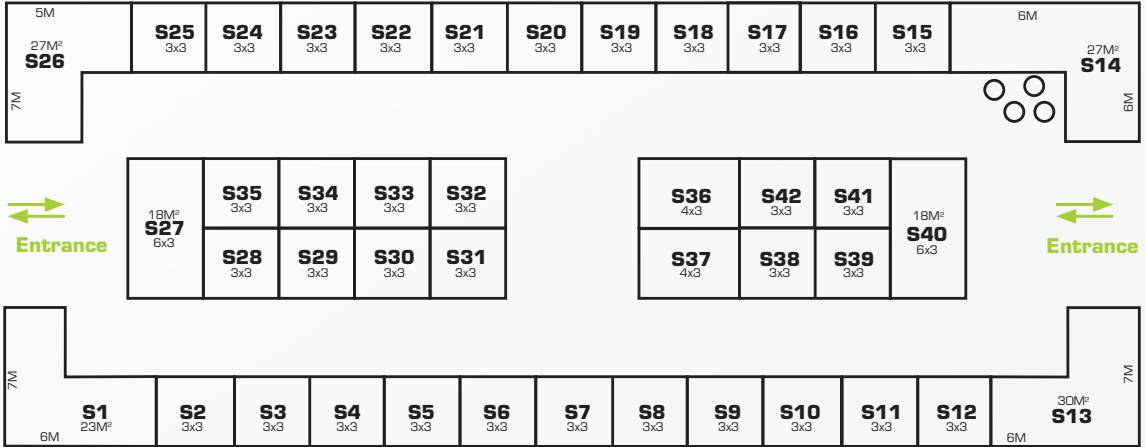 5M
27M²
S26
7M
S25
3x3
S24
3x3
S23
3x3
S22
3x3
S21
3x3
S20
3x3
S19
3x3
S18
3x3
S17
3x3
S16
3x3
S15
3x3
6M
27M²
S14
6M
Entrance
18M²
S27
6x3
S35
3x3
S34
3x3
S33
3x3
S32
3x3
S28
3x3
S29
3x3
S30
3x3
S31
3x3
S36
4x3
S42
3x3
S41
3x3
S37
4x3
S38
3x3
S39
3x3
18M²
S40
6x3
Entrance
7M
S1
23M²
6M
S2
3x3
S3
3x3
S4
3x3
S5
3x3
S6
3x3
S7
3x3
S8
3x3
S9
3x3
S10
3x3
S11
3x3
S12
3x3
7M
30M²
S13
6M